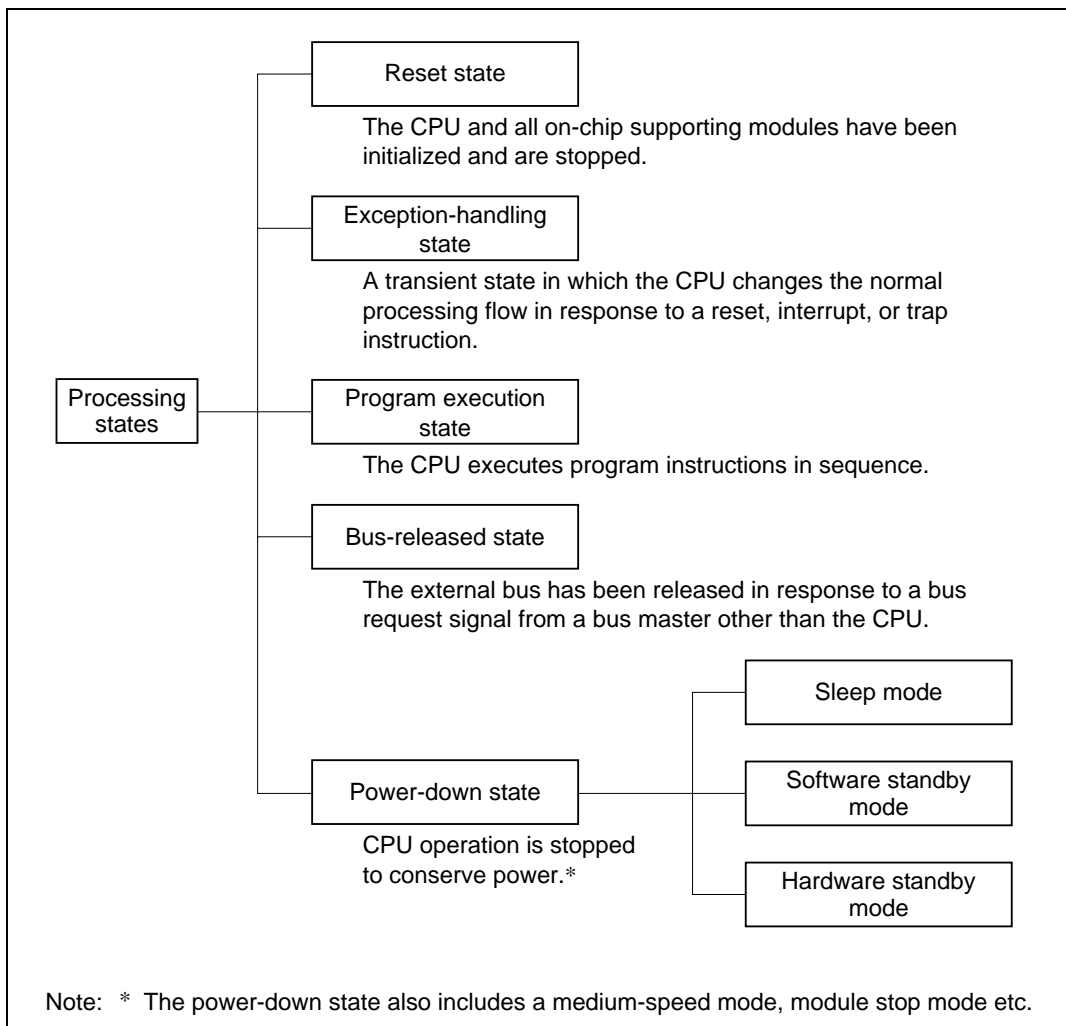 Reset state
The CPU and all on-chip supporting modules have been
initialized and are stopped.
Exception-handling
state
A transient state in which the CPU changes the normal
processing flow in response to a reset, interrupt, or trap
instruction.
Processing
states
Program execution
state
The CPU executes program instructions in sequence.
Bus-released state
The external bus has been released in response to a bus
request signal from a bus master other than the CPU.
Sleep mode
Power-down state
CPU operation is stopped
to conserve power.*
Software standby
mode
Hardware standby
mode
Note: * The power-down state also includes a medium-speed mode, module stop mode etc.